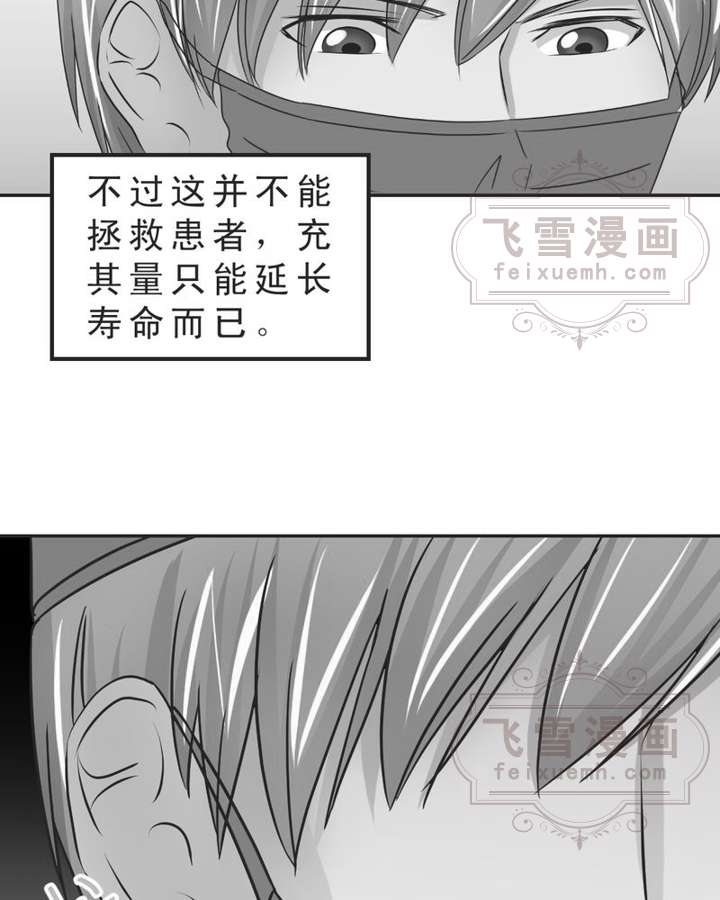 不过这并不能
拯救患者，充
其量只能延长
寿命而已。
飞雪漫画
feixuemh.com
飞雪漫画
feixuemh.com